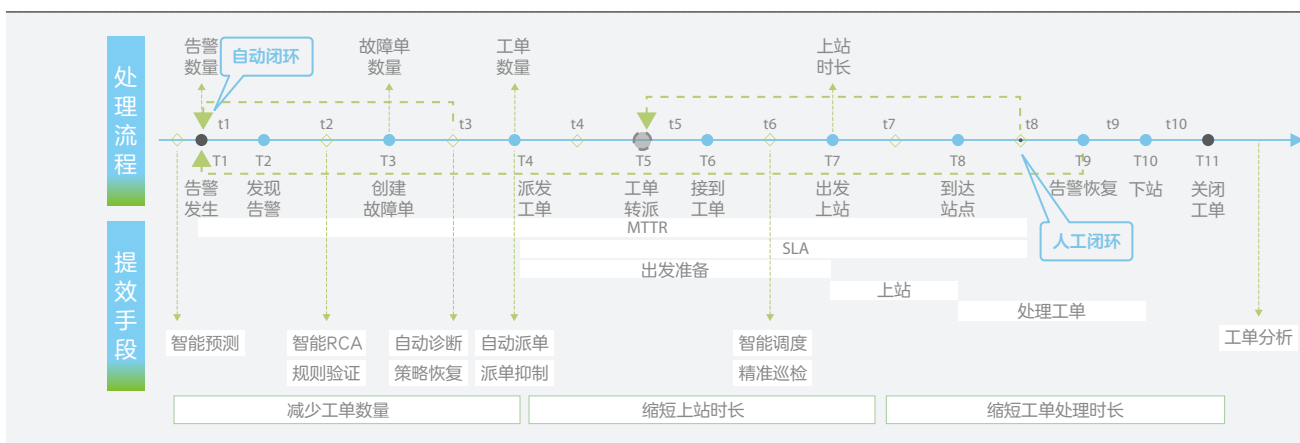 处理流程
告警
数量
自动闭环
故障单
数量
工单
数量
上站
时长
t1
t2
t3
t4
t5
t6
t7
t8
t9
t10
T1
T2
T3
T4
T5
T6
T7
T8
T9
T10
T11
告警
发生
发现
告警
创建
故障单
派发
工单
工单
转派
接到
工单
出发
上站
到达
站点
告警恢复
下站
关闭
工单
人工闭环
提效手段
MTTR
SLA
出发准备
上站
处理工单
智能预测
智能RCA
规则验证
自动诊断
策略恢复
自动派单
派单抑制
智能调度
精准巡检
工单分析
减少工单数量
缩短上站时长
缩短工单处理时长